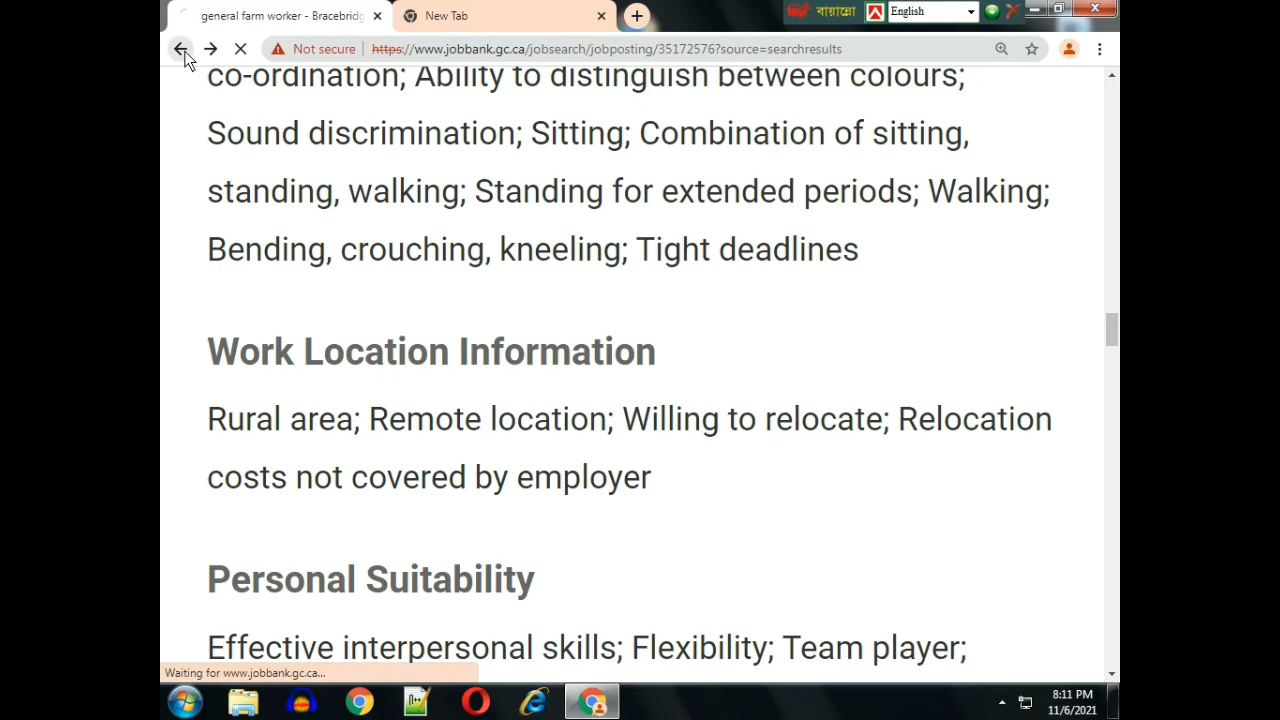 general farm worker - Bracebridg
New Tab
বায়ান্নো
English
Not secure
https://www.jobbank.gc.ca/jobsearch/jobposting/35172576?source=searchresults
co-ordination; Ability to distinguish between colours;
Sound discrimination; Sitting; Combination of sitting,
standing, walking; Standing for extended periods; Walking;
Bending, crouching, kneeling; Tight deadlines
Work Location Information
Rural area; Remote location; Willing to relocate; Relocation
costs not covered by employer
Personal Suitability
Effective interpersonal skills; Flexibility; Team player;
Waiting for www.jobbank.gc.ca...
8:11 PM
11/6/2021